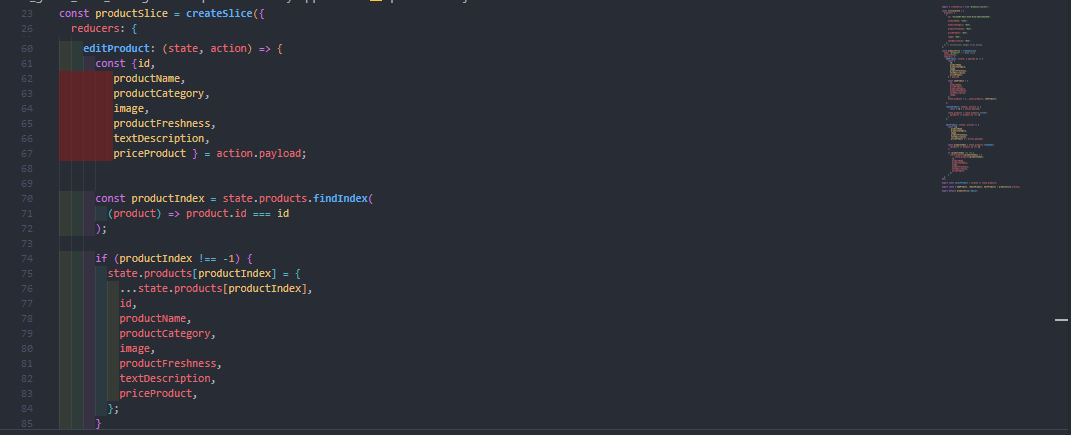 23 const productSlice = createSlice({
26 reducers: {
60 editProduct: (state, action) => {
61 const {id,
62 productName,
63 productCategory,
64 image,
65 productFreshness,
66 textDescription,
67 priceProduct } = action.payload;
68
69
70 const productIndex = state.products.findIndex(
71 (product) => product.id === id
72 );
73
74 if (productIndex !== -1) {
75 state.products[productIndex] = {
76 ...state.products[productIndex],
77 id,
78 productName,
79 productCategory,
80 image,
81 productFreshness,
82 textDescription,
83 priceProduct,
84 };
85 }